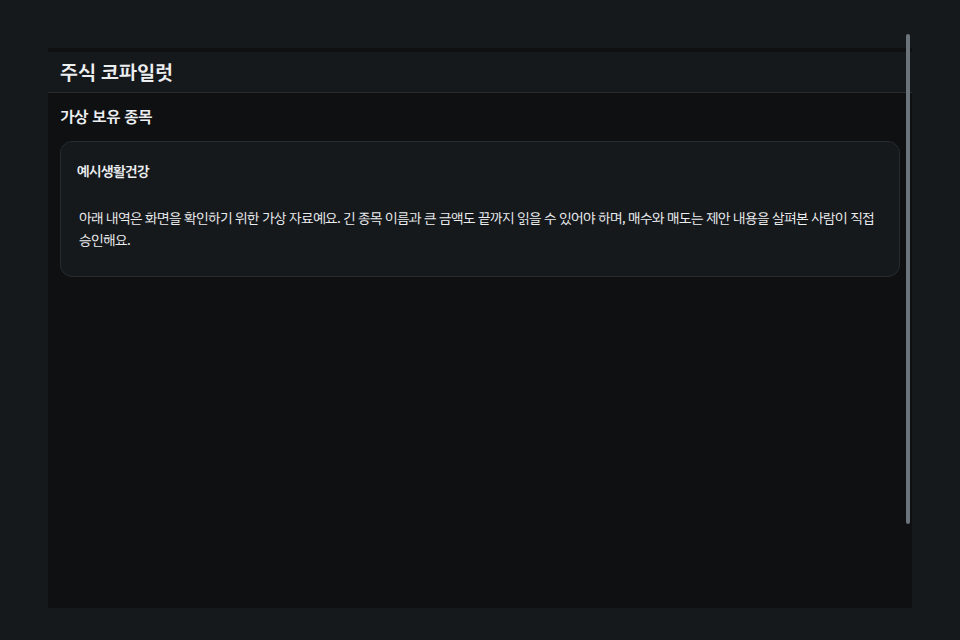 주식 코파일럿
가상 보유 종목
예시생활건강
아래 내역은 화면을 확인하기 위한 가상 자료예요. 긴 종목 이름과 큰 금액도 끝까지 읽을 수 있어야 하며, 매수와 매도는 제안 내용을 살펴본 사람이 직접
승인해요.